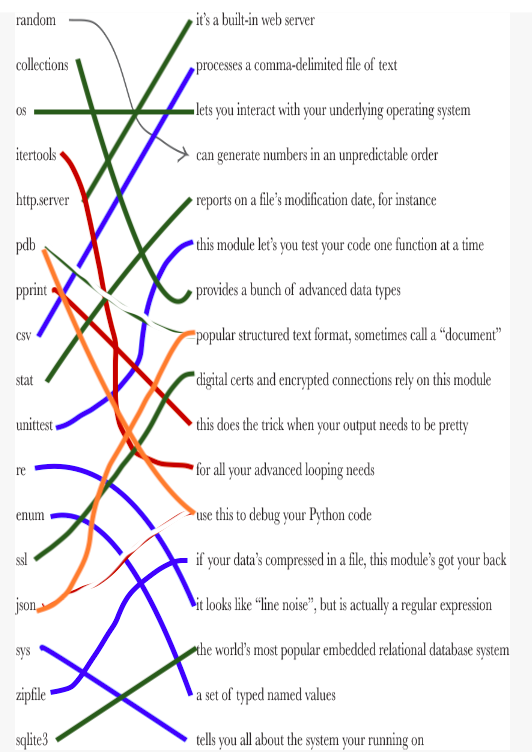 random it’s a built-in web server
collections processes a comma-delimited file of text
os lets you interact with your underlying operating system
itertools can generate numbers in an unpredictable order
http.server reports on a file’s modification date, for instance
pdb this module let’s you test your code one function at a time
pprint provides a bunch of advanced data types
csv popular structured text format, sometimes call a “document”
stat digital certs and encrypted connections rely on this module
unittest this does the trick when your output needs to be pretty
re for all your advanced looping needs
enum use this to debug your Python code
ssl if your data’s compressed in a file, this module’s got your back
json it looks like “line noise”, but is actually a regular expression
sys the world’s most popular embedded relational database system
zipfile a set of typed named values
sqlite3 tells you all about the system your running on